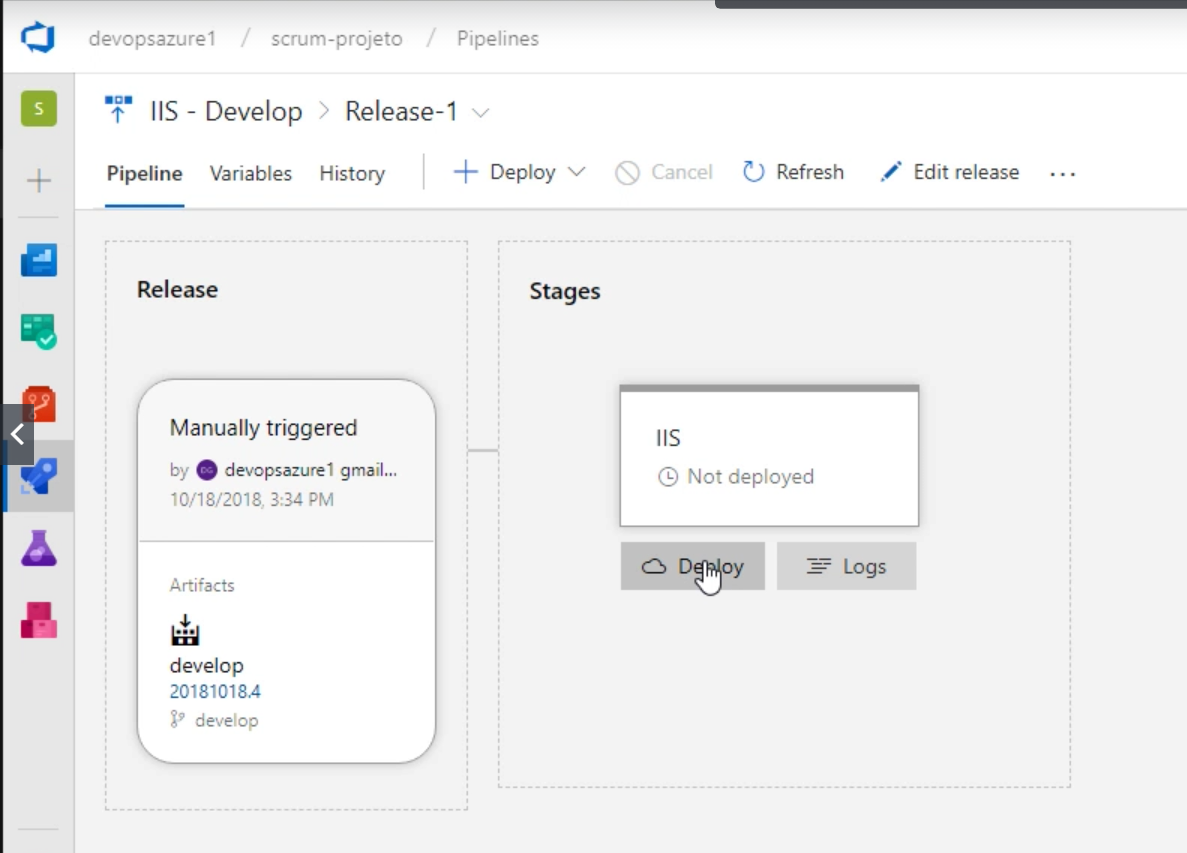 devopsazure1 / scrum-projeto / Pipelines
S
IIS - Develop > Release-1
Pipeline Variables History Deploy Cancel Refresh Edit release ...
Release
Stages
Manually triggered
by DG devopsazure1 gmail...
10/18/2018, 3:34 PM
Artifacts
develop
20181018.4
develop
IIS
Not deployed
Deploy Logs